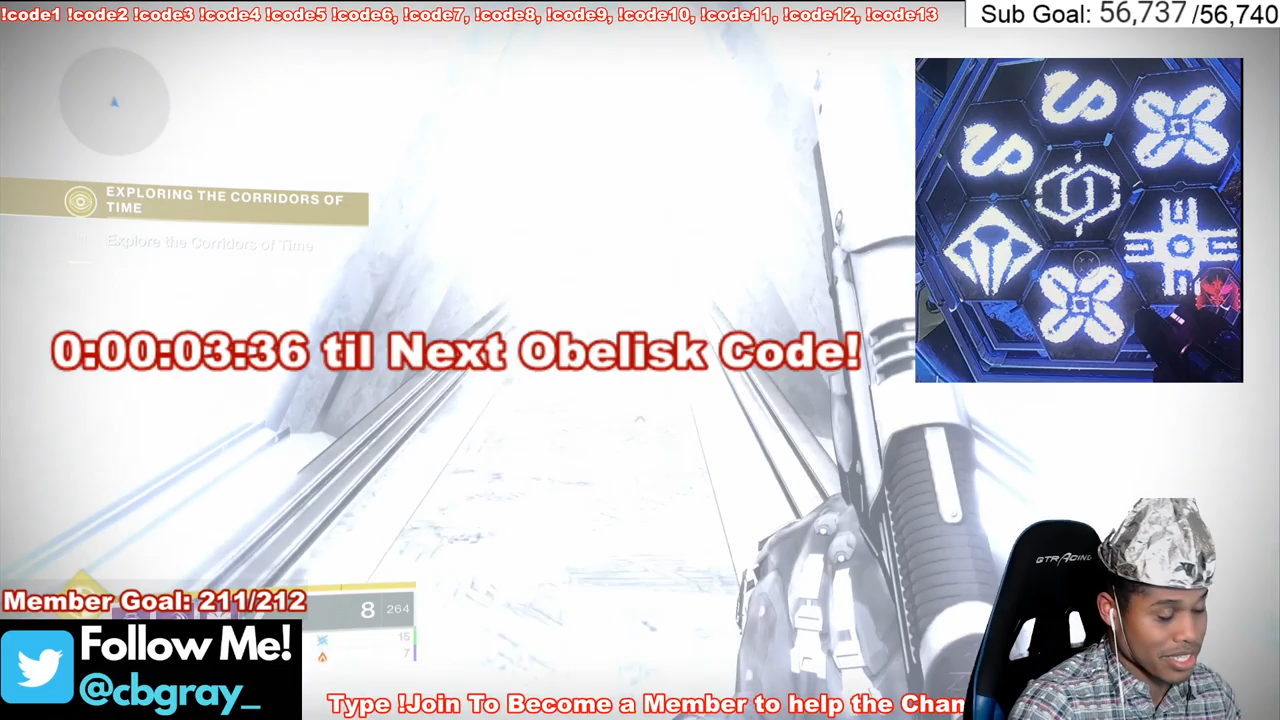 !code1 !code2 !code3 !code4 !code5 !code6, !code7, !code8, !code9, !code10, !code11, !code12, !code13
Sub Goal: 56,737 /56,740
EXPLORING THE CORRIDORS OF
TIME
Explore the Corridors of Time
0:00:03:36 til Next Obelisk Code!
GTRACING
Member Goal: 211/212
8 264
15
7
Follow Me!
@cbgray_
Type !Join To Become a Member to help the Chan